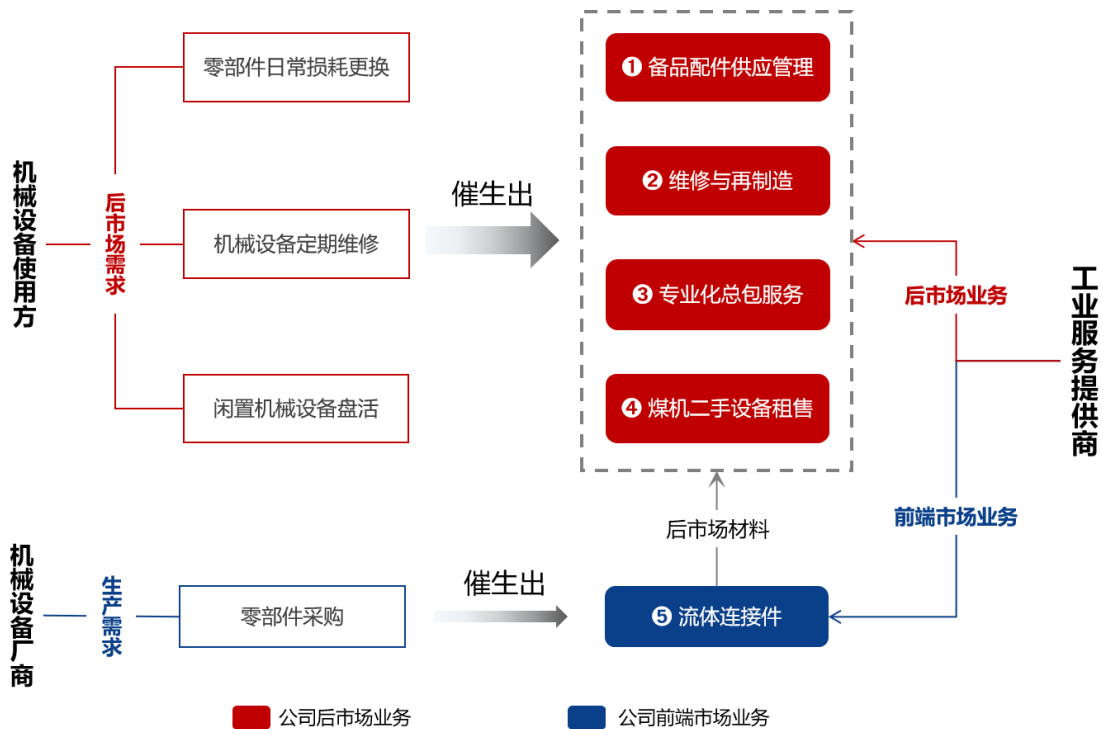 机械设备使用方
后市场需求
零部件日常损耗更换
机械设备定期维修
闲置机械设备盘活
催生出
❶ 备品配件供应管理
❷ 维修与再制造
❸ 专业化总包服务
❹ 煤机二手设备租售
后市场业务
工业服务提供商
前端市场业务
后市场材料
机械设备厂商
生产需求
零部件采购
催生出
❺ 流体连接件
公司后市场业务
公司前端市场业务